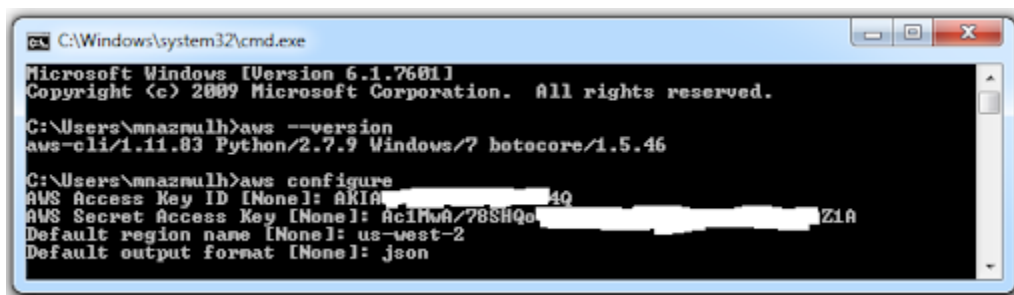 C:\Windows\system32\cmd.exe
Microsoft Windows [Version 6.1.7601]
Copyright (c) 2009 Microsoft Corporation.  All rights reserved.
C:\Users\mnazmulh>aws --version
aws-cli/1.11.83 Python/2.7.9 Windows/7 botocore/1.5.46
C:\Users\mnazmulh>aws configure
AWS Access Key ID [None]: AKIA 4Q
AWS Secret Access Key [None]: Ac1MwA/78SHQo Z1A
Default region name [None]: us-west-2
Default output format [None]: json